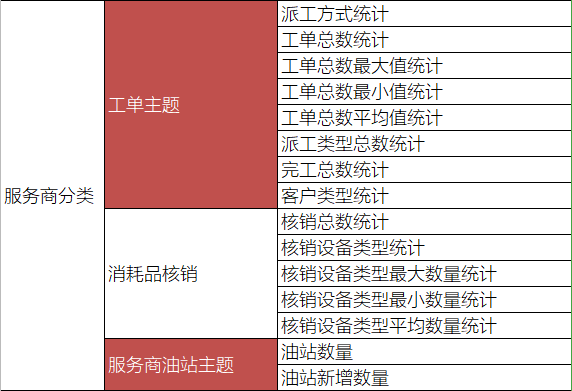 服务商分类
工单主题
派工方式统计
工单总数统计
工单总数最大值统计
工单总数最小值统计
工单总数平均值统计
派工类型总数统计
完工总数统计
客户类型统计
消耗品核销
核销总数统计
核销设备类型统计
核销设备类型最大数量统计
核销设备类型最小数量统计
核销设备类型平均数量统计
服务商油站主题
油站数量
油站新增数量